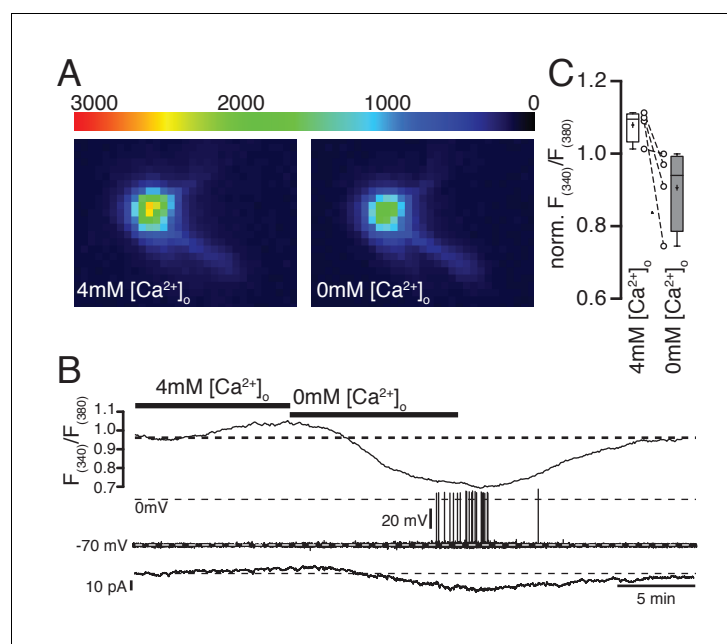 A
3000 2000 1000 0
4mM [Ca²⁺]ₒ
0mM [Ca²⁺]ₒ
C
norm. F(340)/F(380)
1.2
1.0
0.8
0.6
4mM [Ca²⁺]ₒ
0mM [Ca²⁺]ₒ
B
4mM [Ca²⁺]ₒ
0mM [Ca²⁺]ₒ
F(340)/F(380)
1.1
1.0
0.9
0.8
0.7
0mV
20 mV
-70 mV
10 pA
5 min